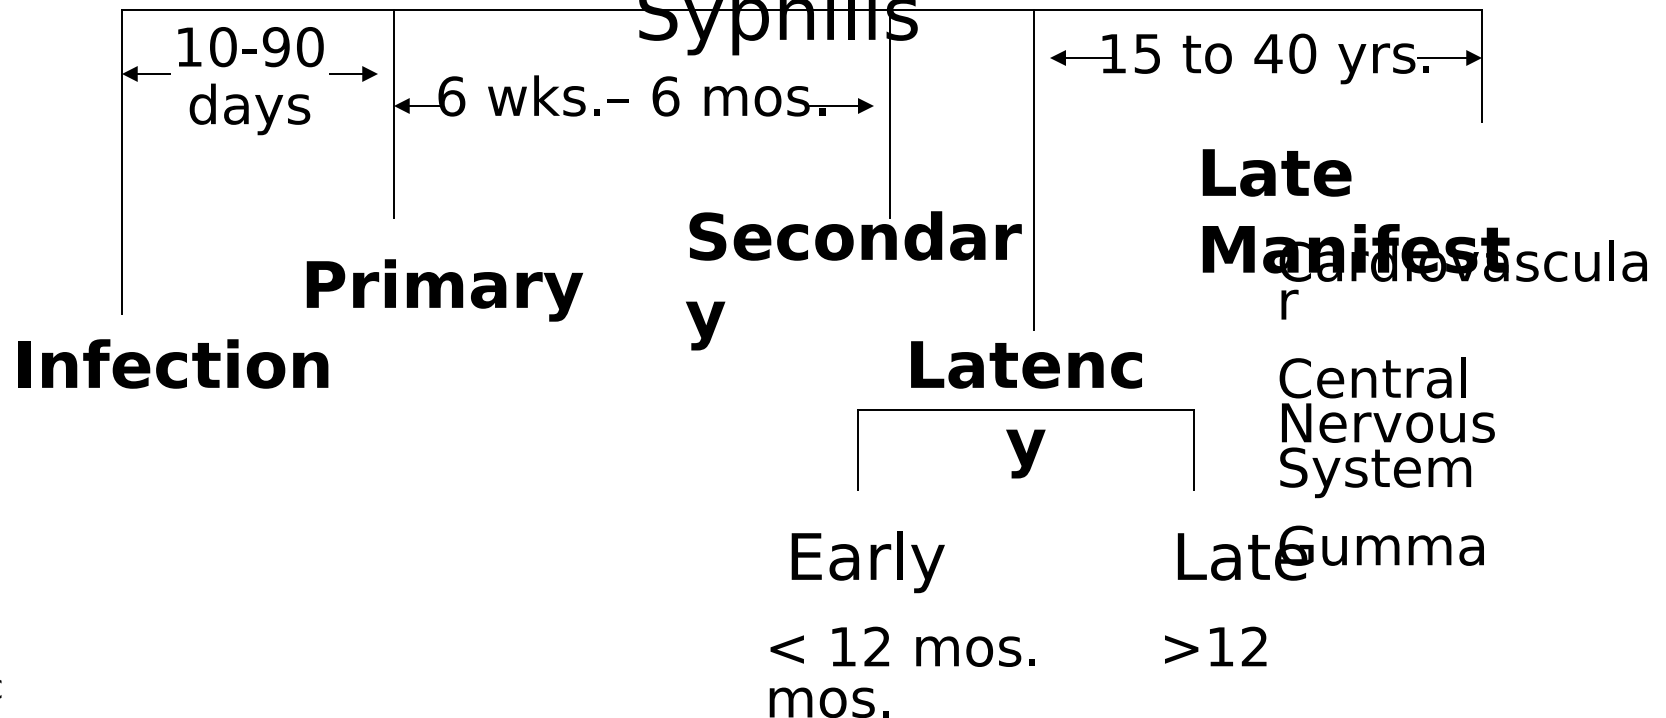 Syphilis
10-90
days
6 wks.– 6 mos.
15 to 40 yrs.
Late
Manifest
Secondar
y
Primary
Infection
Latenc
y
Cardiovascula
r
Central
Nervous
System
Gumma
Early
Late
< 12 mos. >12
mos.